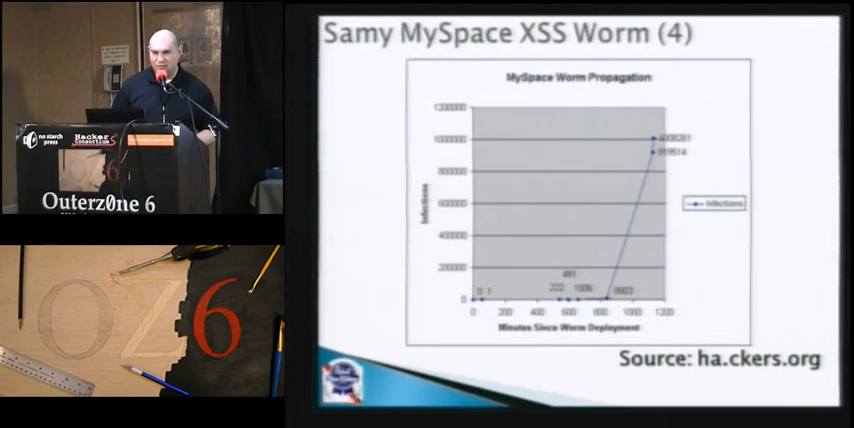 no starch
press
Hacker
Consortium
Outerz0ne 6
OZ6
Samy MySpace XSS Worm (4)
MySpace Worm Propagation
1200000
1000000
800000
600000
400000
200000
0
Infections
0 1
222
481
1006
919514
Infections
0 200 400 600 800 1000 1200
Minutes Since Worm Deployment
Source: ha.ckers.org